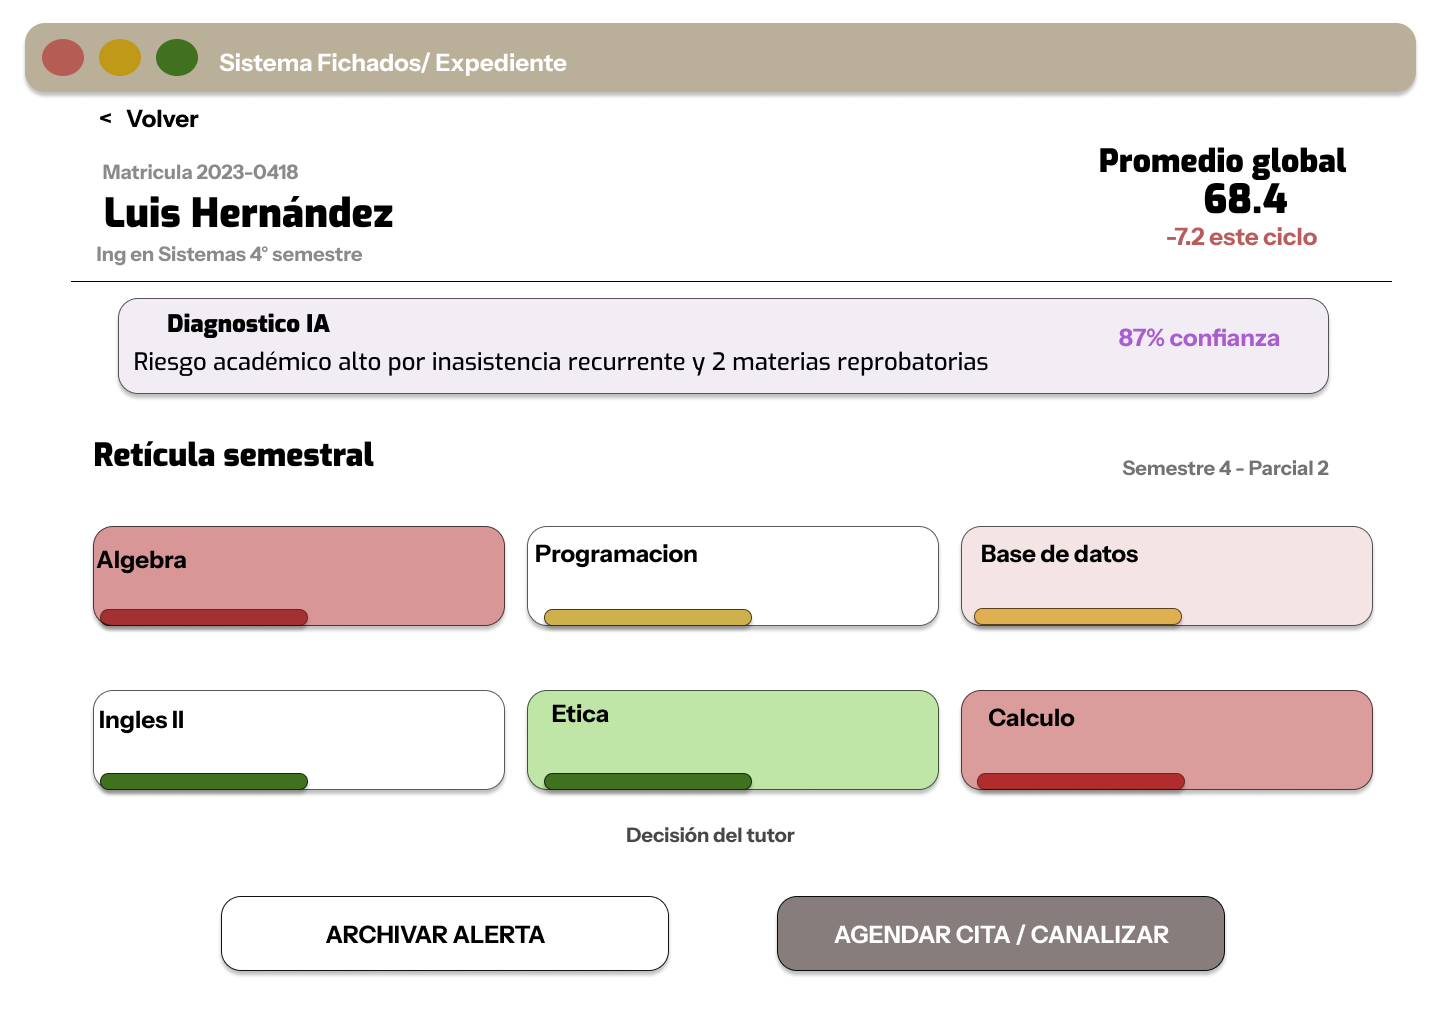 Sistema Fichados/ Expediente
< Volver
Matricula 2023-0418
Luis Hernández
Ing en Sistemas 4° semestre
Promedio global
68.4
-7.2 este ciclo
Diagnostico IA
Riesgo académico alto por inasistencia recurrente y 2 materias reprobatorias
87% confianza
Retícula semestral
Semestre 4 - Parcial 2
Algebra
Programacion
Base de datos
Ingles II
Etica
Calculo
Decisión del tutor
ARCHIVAR ALERTA
AGENDAR CITA / CANALIZAR